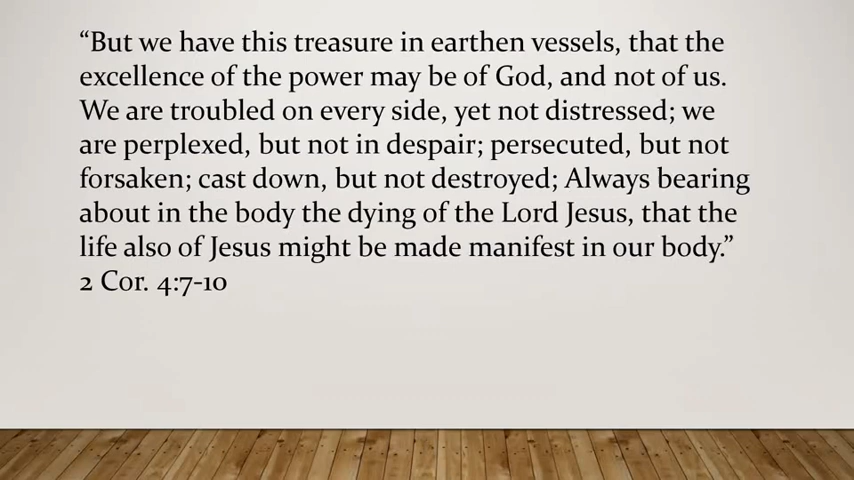 “But we have this treasure in earthen vessels, that the
excellence of the power may be of God, and not of us.
We are troubled on every side, yet not distressed; we
are perplexed, but not in despair; persecuted, but not
forsaken; cast down, but not destroyed; Always bearing
about in the body the dying of the Lord Jesus, that the
life also of Jesus might be made manifest in our body.”
2 Cor. 4:7-10